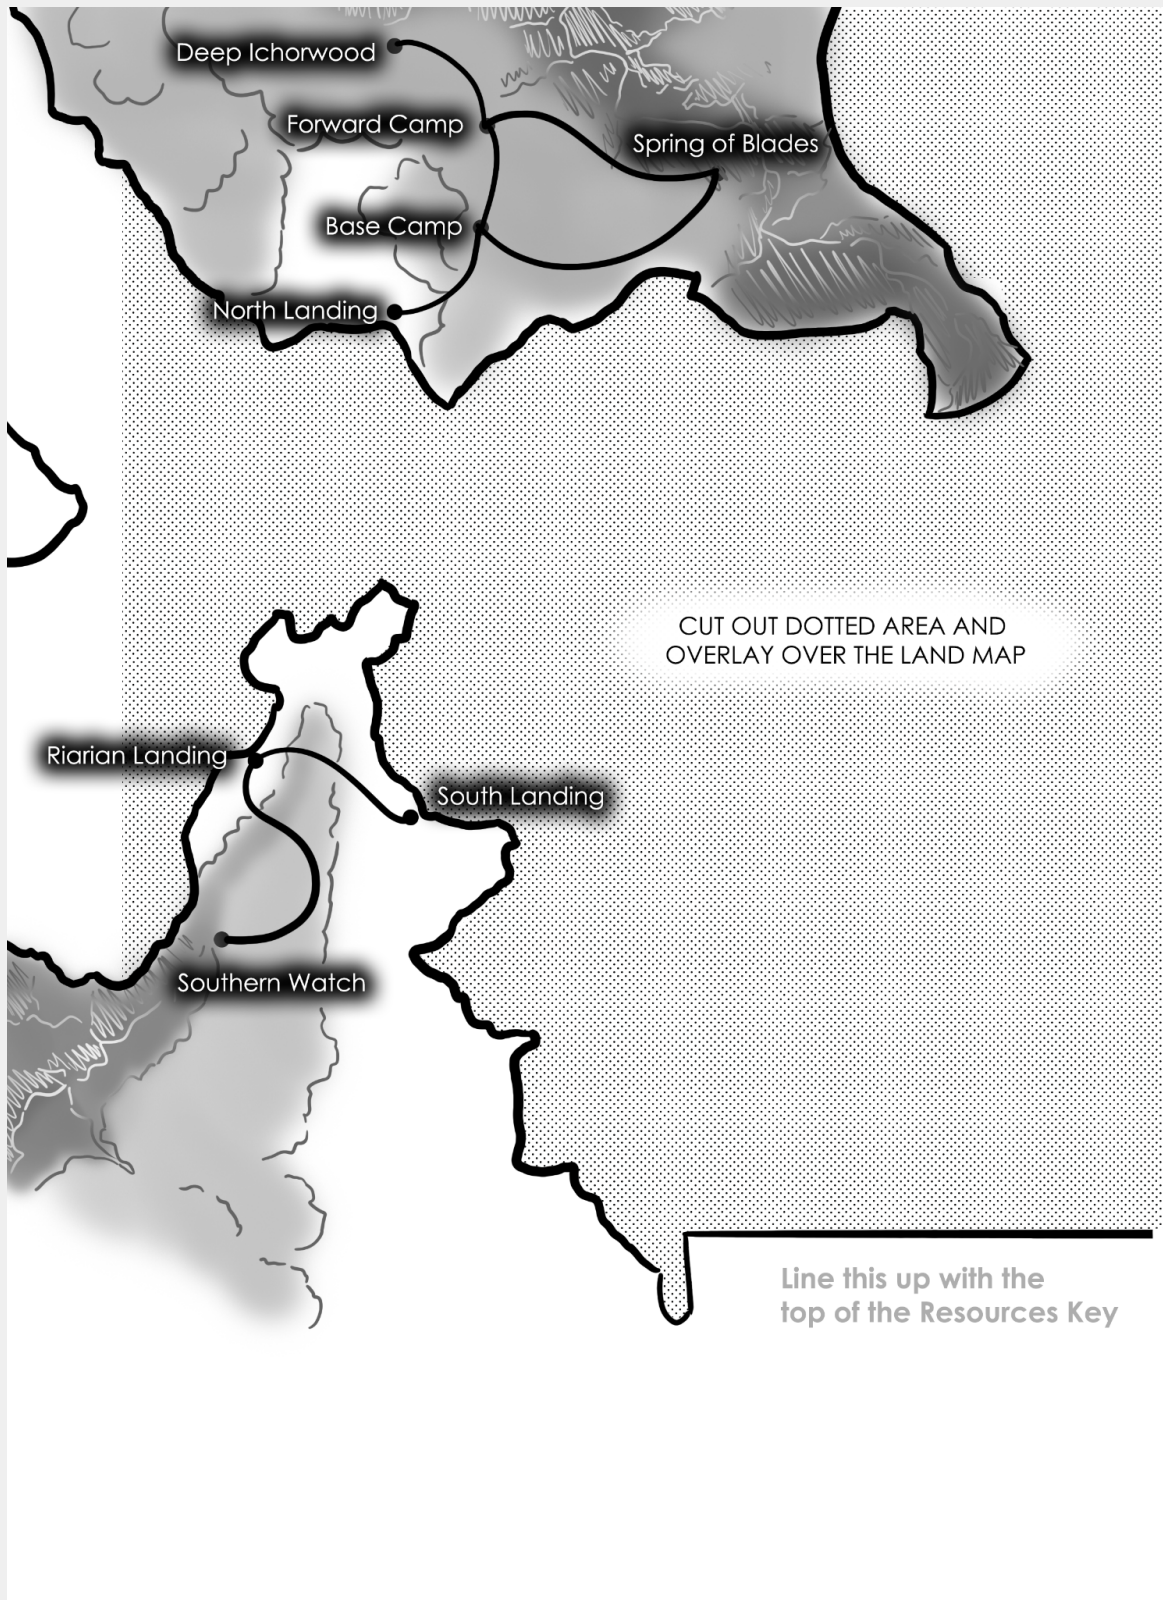 Deep Ichorwood
Forward Camp
Spring of Blades
Base Camp
North Landing
CUT OUT DOTTED AREA AND
OVERLAY OVER THE LAND MAP
Riarian Landing
South Landing
Southern Watch
Line this up with the
top of the Resources Key